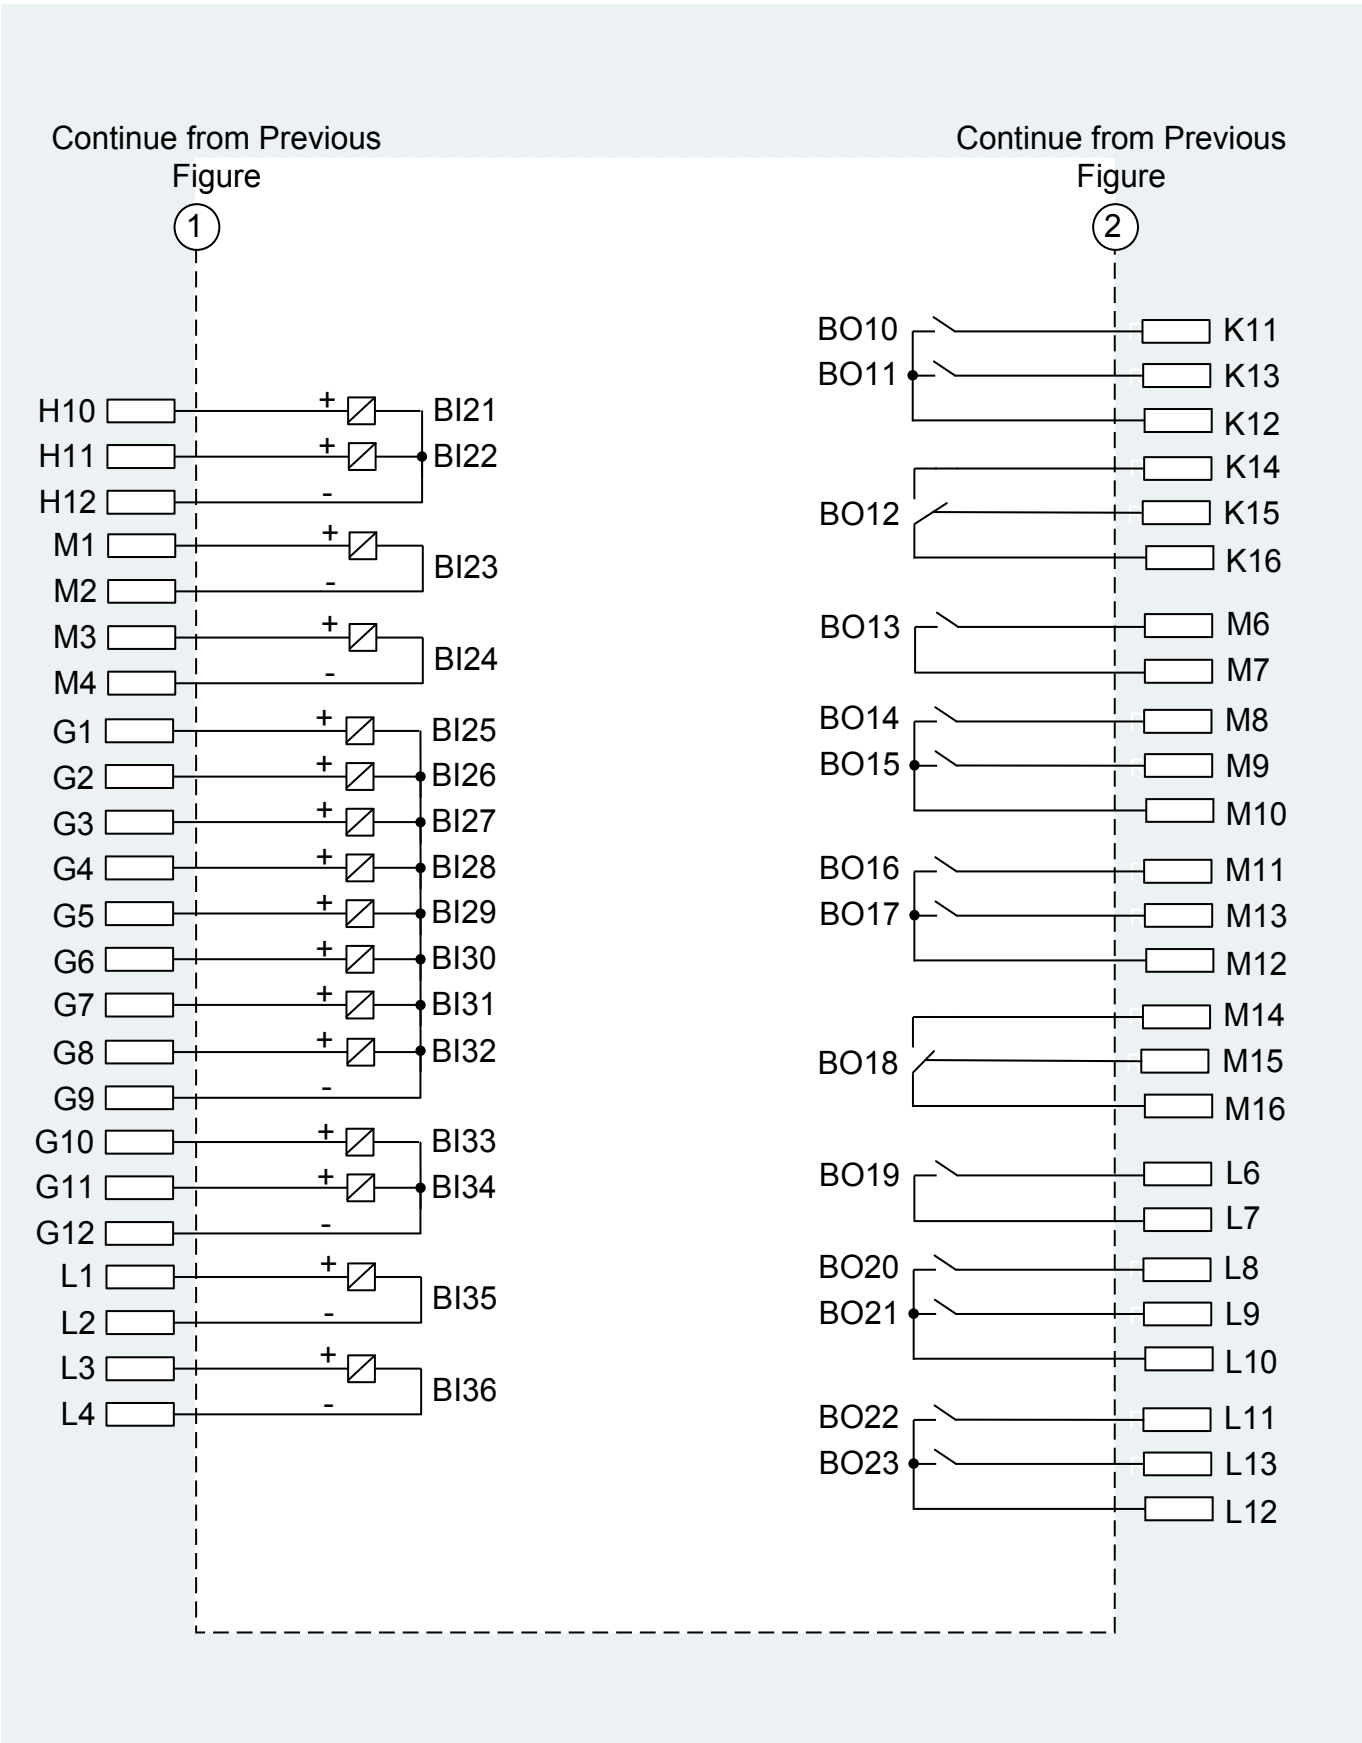 Continue from Previous
Figure
1
Continue from Previous
Figure
2
H10 + BI21
H11 + BI22
H12 -
M1 + BI23
M2 -
M3 + BI24
M4 -
G1 + BI25
G2 + BI26
G3 + BI27
G4 + BI28
G5 + BI29
G6 + BI30
G7 + BI31
G8 + BI32
G9 -
G10 + BI33
G11 + BI34
G12 -
L1 + BI35
L2 -
L3 + BI36
L4 -
BO10 K11
BO11 K13
K12
K14
BO12 K15
K16
BO13 M6
M7
BO14 M8
BO15 M9
M10
BO16 M11
BO17 M13
M12
M14
BO18 M15
M16
BO19 L6
L7
BO20 L8
BO21 L9
L10
BO22 L11
BO23 L13
L12